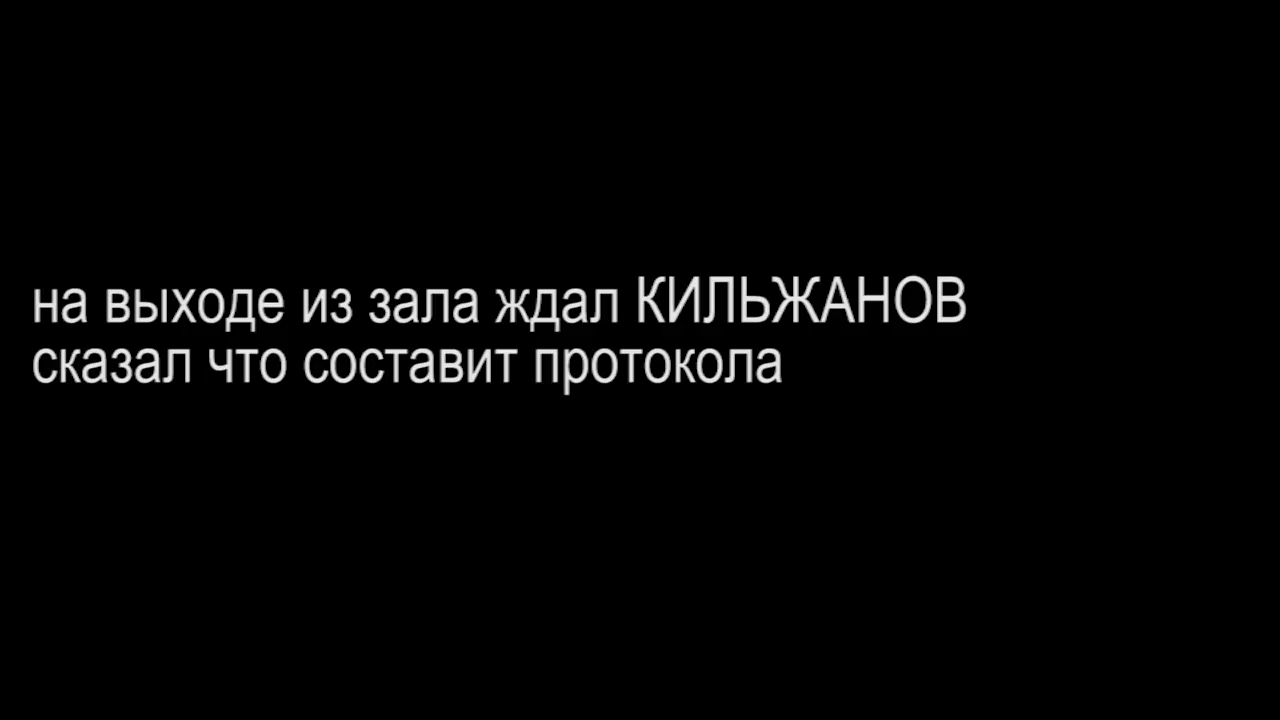 на выходе из зала ждал КИЛЬЖАНОВ
сказал что составит протокола